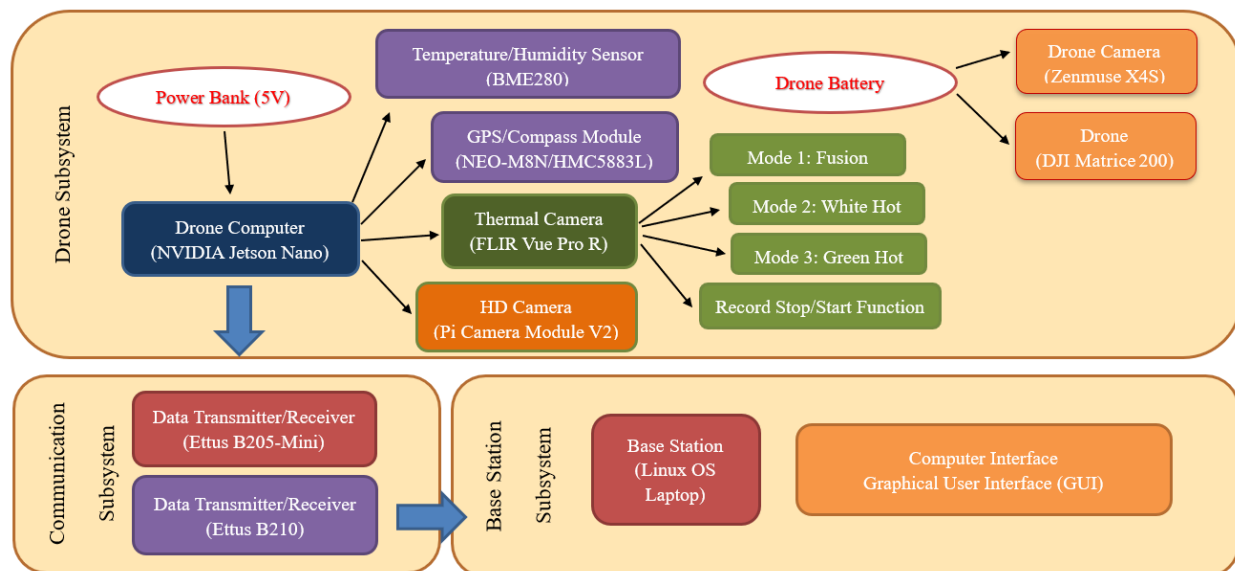 Drone Subsystem
Power Bank (5V)
Temperature/Humidity Sensor
(BME280)
Drone Battery
Drone Camera
(Zenmuse X4S)
GPS/Compass Module
(NEO-M8N/HMC5883L)
Drone
(DJI Matrice 200)
Drone Computer
(NVIDIA Jetson Nano)
Thermal Camera
(FLIR Vue Pro R)
Mode 1: Fusion
Mode 2: White Hot
Mode 3: Green Hot
Record Stop/Start Function
HD Camera
(Pi Camera Module V2)
Communication
Subsystem
Data Transmitter/Receiver
(Ettus B205-Mini)
Data Transmitter/Receiver
(Ettus B210)
Base Station
Subsystem
Base Station
(Linux OS
Laptop)
Computer Interface
Graphical User Interface (GUI)